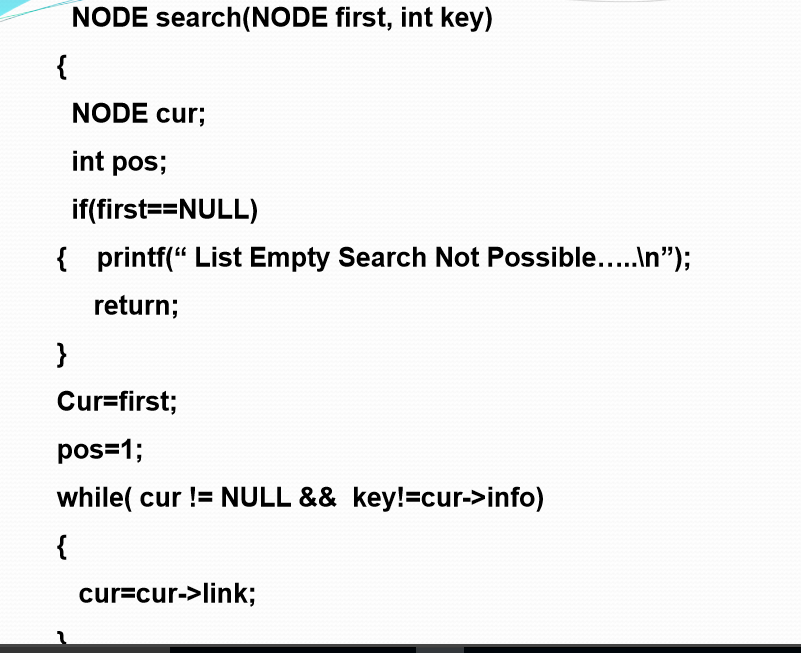 NODE search(NODE first, int key)
{
NODE cur;
int pos;
if(first==NULL)
{ printf(“ List Empty Search Not Possible…..\n”);
return;
}
Cur=first;
pos=1;
while( cur != NULL && key!=cur->info)
{
cur=cur->link;
}